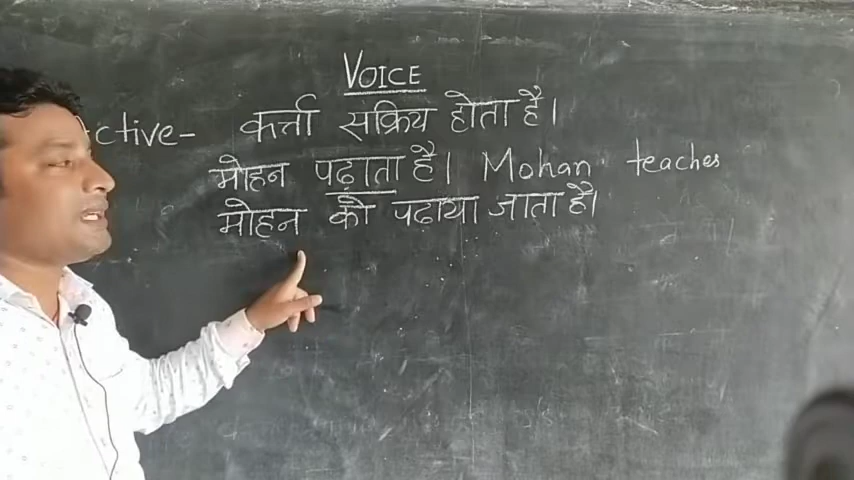 VOICE
ctive- कर्त्ता सक्रिय होता है।
मोहन पढ़ाता है। Mohan teaches
मोहन को पढाया जाता है।